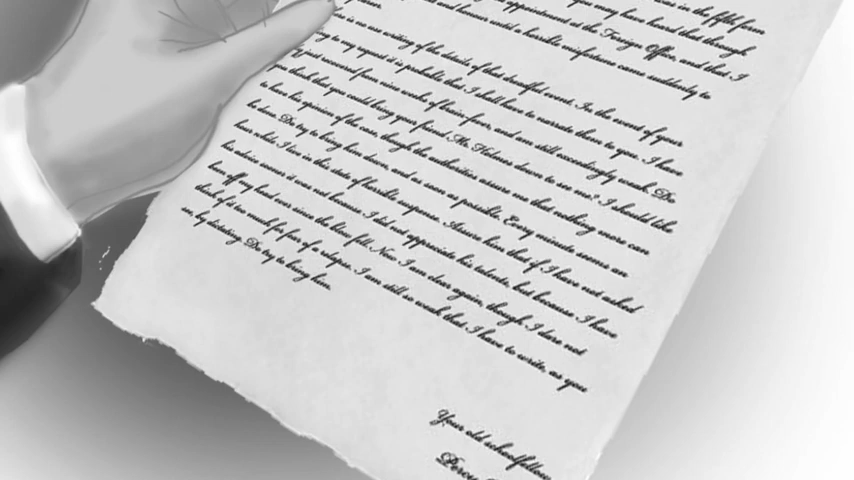 was in the fifth form
may have heard that through
appointment at the Foreign Office, and that I
and honour until a horrible misfortune came suddenly to
is no use writing of the details of that dreadful event. In the event of your
to my request it is probable that I shall have to narrate them to you. I have
recovered from nine weeks of brain-fever, and am still exceedingly weak. Do
think that you could bring your friend Mr. Holmes down to see me? I should like
to have his opinion of the case, though the authorities assure me that nothing more can
be done. Do try to bring him down, and as soon as possible. Every minute seems an
hour while I live in this state of horrible suspense. Assure him that if I have not asked
his advice sooner it was not because I did not appreciate his talents, but because I have
been off my head ever since the blow fell. Now I am clear again, though I dare not
think of it too much for fear of a relapse. I am still so weak that I have to write, as you
see, by dictating. Do try to bring him.
Your old schoolfellow,
Percy